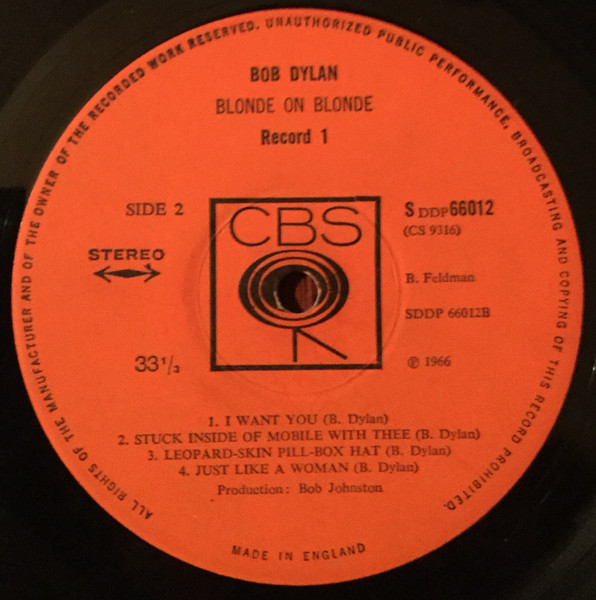 ALL RIGHTS OF THE MANUFACTURER AND OF THE OWNER OF THE RECORDED WORK RESERVED. UNAUTHORIZED PUBLIC PERFORMANCE, BROADCASTING AND COPYING OF THIS RECORD PROHIBITED.
BOB DYLAN
BLONDE ON BLONDE
Record 1
SIDE 2
STEREO
33 1/3
CBS
S DDP 66012
(CS 9316)
B. Feldman
SDDP 66012B
℗ 1966
1. I WANT YOU (B. Dylan)
2. STUCK INSIDE OF MOBILE WITH THEE (B. Dylan)
3. LEOPARD-SKIN PILL-BOX HAT (B. Dylan)
4. JUST LIKE A WOMAN (B. Dylan)
Production: Bob Johnston
MADE IN ENGLAND